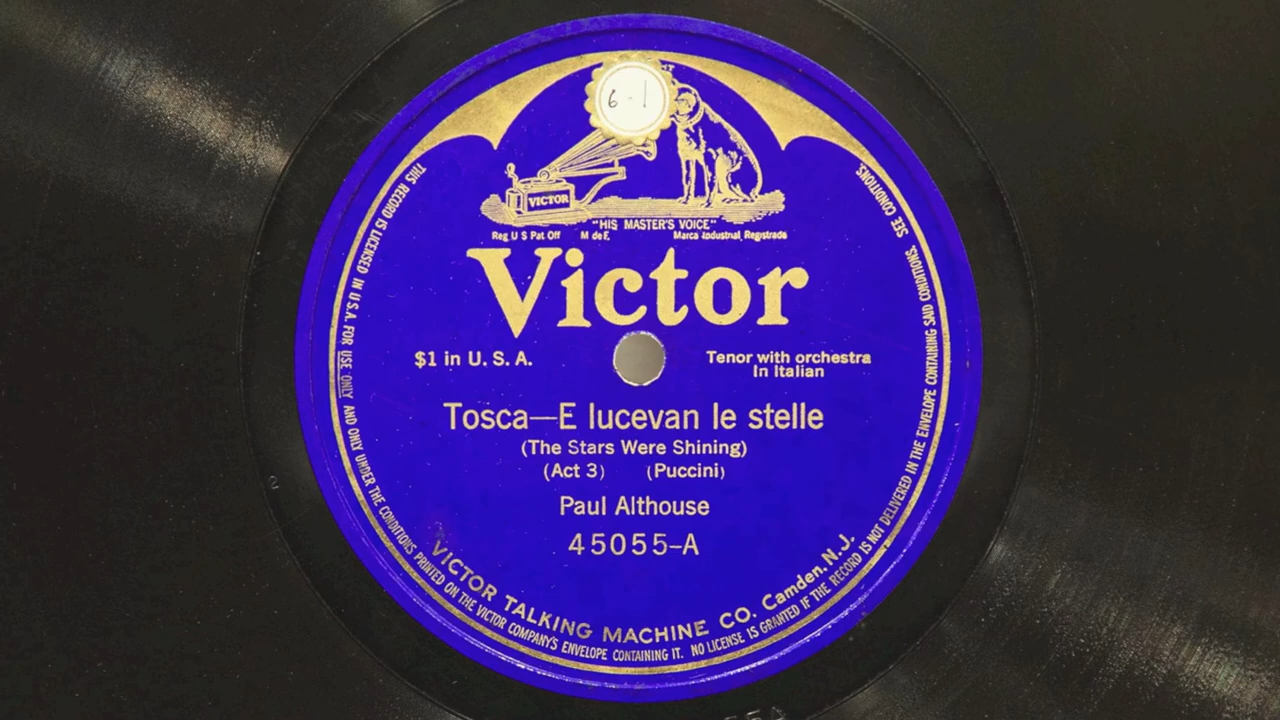 6-1
VICTOR
"HIS MASTER'S VOICE"
Reg. U S Pat Off M de F. Marca Industrial Registrada
Victor
$1 in U. S. A.
Tenor with orchestra
In Italian
Tosca—E lucevan le stelle
(The Stars Were Shining)
(Act 3) (Puccini)
Paul Althouse
45055-A
VICTOR TALKING MACHINE CO. Camden, N.J.
THIS RECORD IS LICENSED IN U.S.A. FOR USE ONLY AND ONLY UNDER THE CONDITIONS PRINTED ON THE VICTOR COMPANY'S ENVELOPE CONTAINING IT. NO LICENSE IS GRANTED IF THE RECORD IS NOT DELIVERED IN THE ENVELOPE CONTAINING SAID CONDITIONS. SEE CONDITIONS.